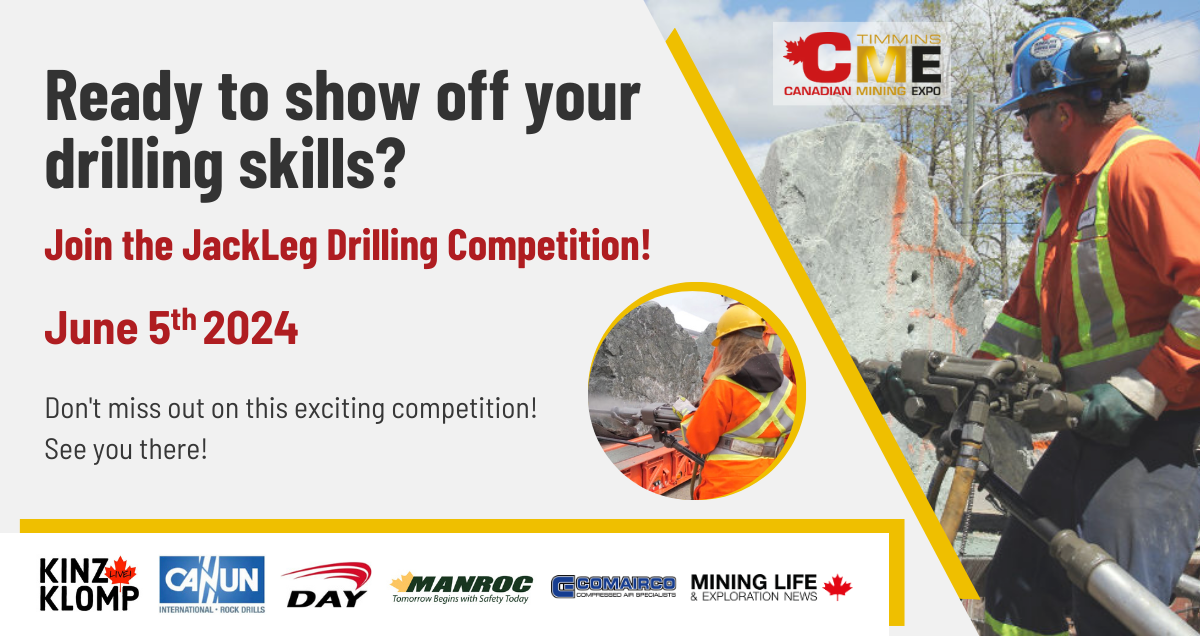 TIMMINS
CME
CANADIAN MINING EXPO
Ready to show off your
drilling skills?
Join the JackLeg Drilling Competition!
June 5th 2024
Don't miss out on this exciting competition!
See you there!
KINZ
LIVE!
KLOMP
CANUN
INTERNATIONAL • ROCK DRILLS
DAY
MANROC
Tomorrow Begins with Safety Today
COMAIRCO
COMPRESSED AIR SPECIALISTS
MINING LIFE
& EXPLORATION NEWS